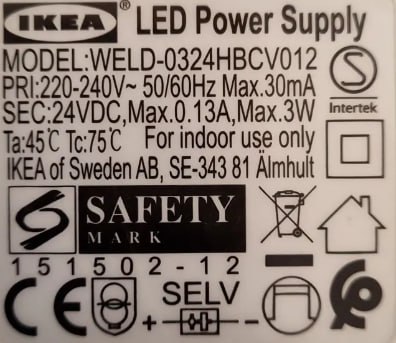 IKEA® LED Power Supply
MODEL:WELD-0324HBCV012
PRI:220-240V~ 50/60Hz Max.30mA
SEC:24VDC,Max.0.13A,Max.3W
Ta:45℃ Tc:75℃ For indoor use only
IKEA of Sweden AB, SE-343 81 Älmhult
S
Intertek
SAFETY
MARK
151502-12
CE
SELV
+ -